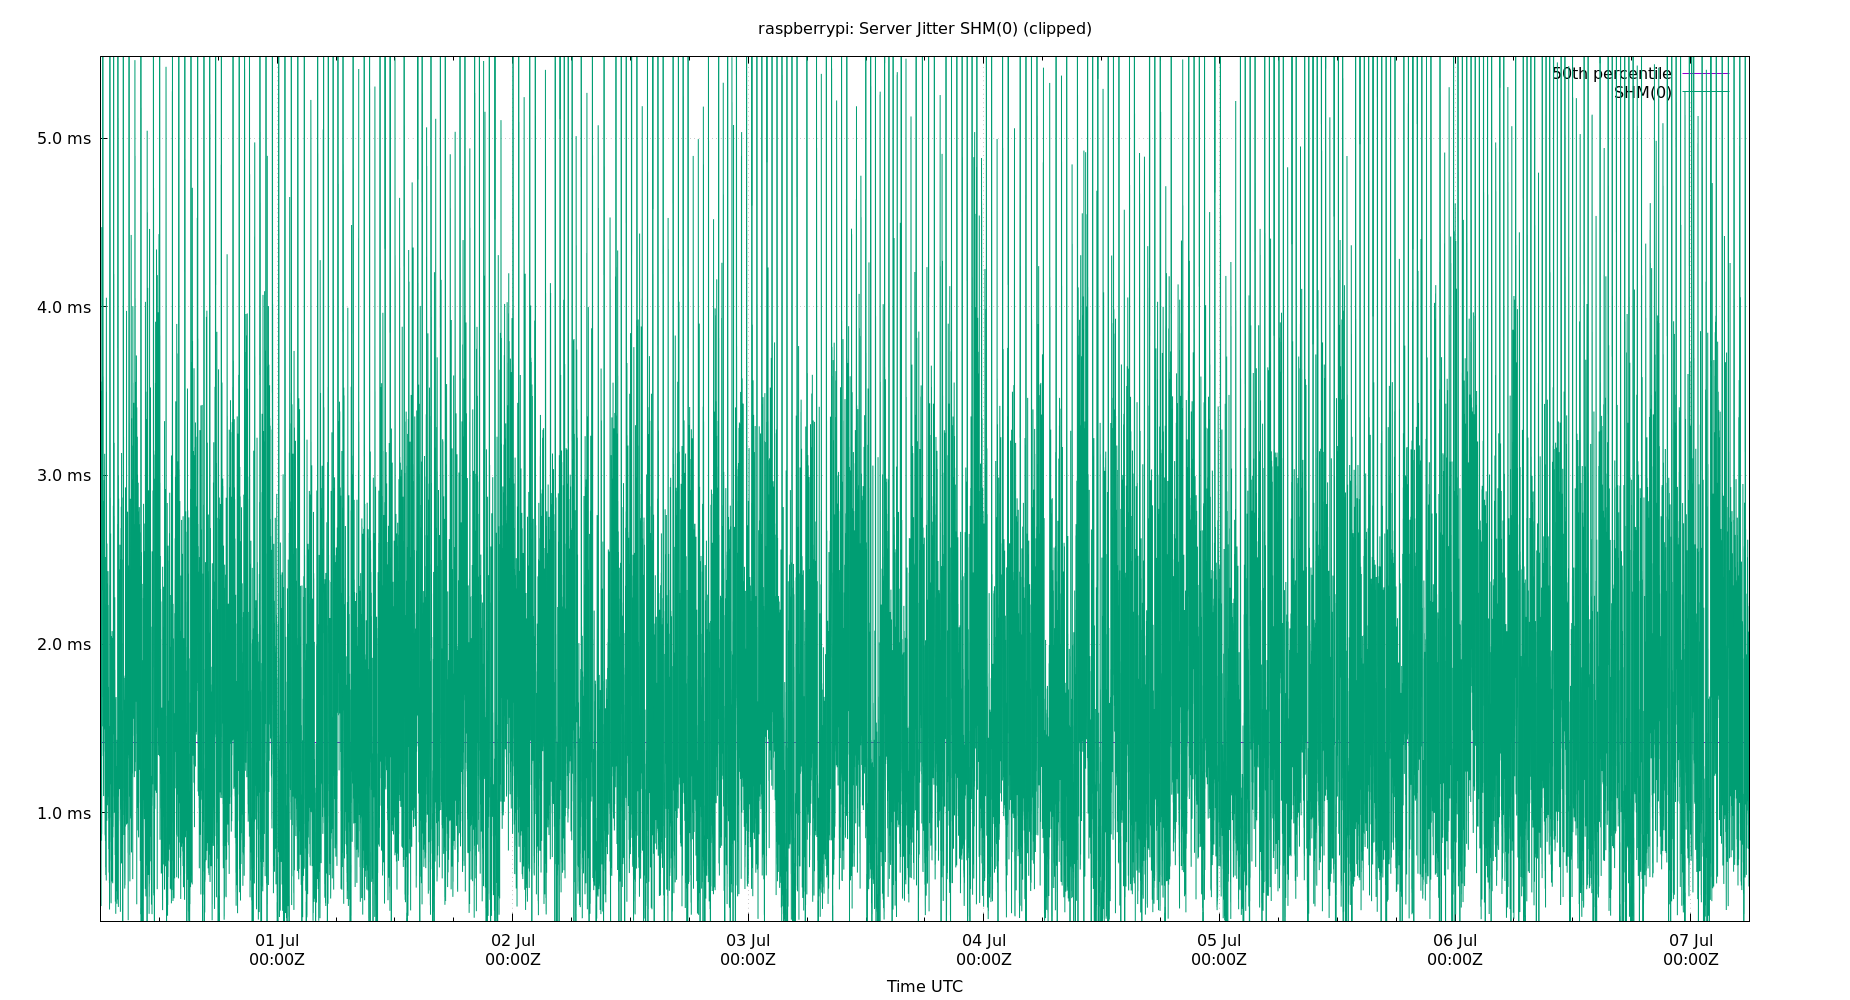 raspberrypi: Server Jitter SHM(0) (clipped)
50th percentile
SHM(0)
5.0 ms
4.0 ms
3.0 ms
2.0 ms
1.0 ms
01 Jul 02 Jul 03 Jul 04 Jul 05 Jul 06 Jul 07 Jul
00:00Z 00:00Z 00:00Z 00:00Z 00:00Z 00:00Z 00:00Z
Time UTC